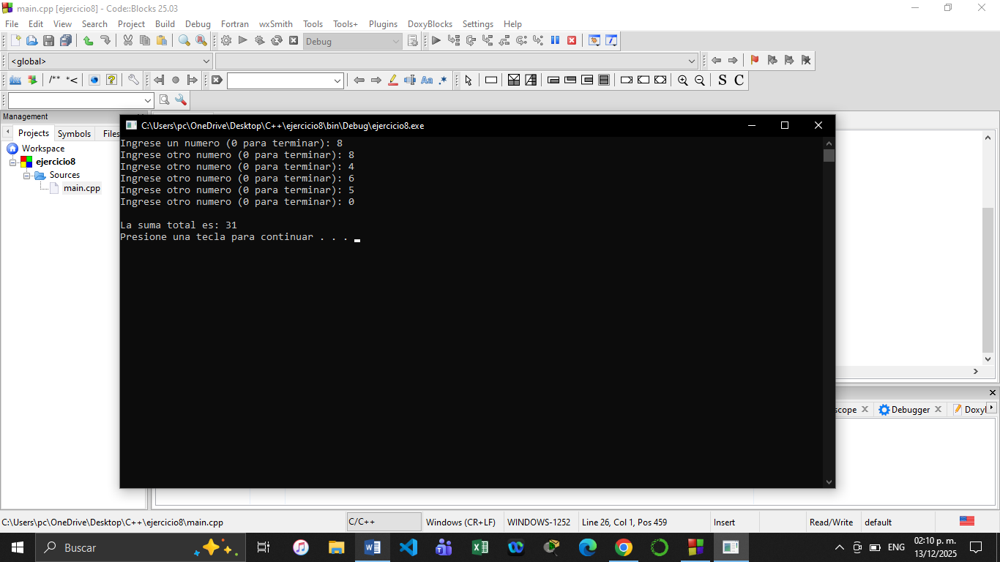 main.cpp [ejercicio8] - Code::Blocks 25.03
File Edit View Search Project Build Debug Fortran wxSmith Tools Tools+ Plugins DoxyBlocks Settings Help
Debug
<global>
/** *<
Aa .* S C
Management
Projects Symbols Files
Workspace
ejercicio8
Sources
main.cpp
C:\Users\pc\OneDrive\Desktop\C++\ejercicio8\bin\Debug\ejercicio8.exe
Ingrese un numero (0 para terminar): 8
Ingrese otro numero (0 para terminar): 8
Ingrese otro numero (0 para terminar): 4
Ingrese otro numero (0 para terminar): 6
Ingrese otro numero (0 para terminar): 5
Ingrese otro numero (0 para terminar): 0
La suma total es: 31
Presione una tecla para continuar . . .
scope Debugger Doxyl
C:\Users\pc\OneDrive\Desktop\C++\ejercicio8\main.cpp C/C++ Windows (CR+LF) WINDOWS-1252 Line 26, Col 1, Pos 459 Insert Read/Write default
Buscar
ENG
02:10 p. m.
13/12/2025